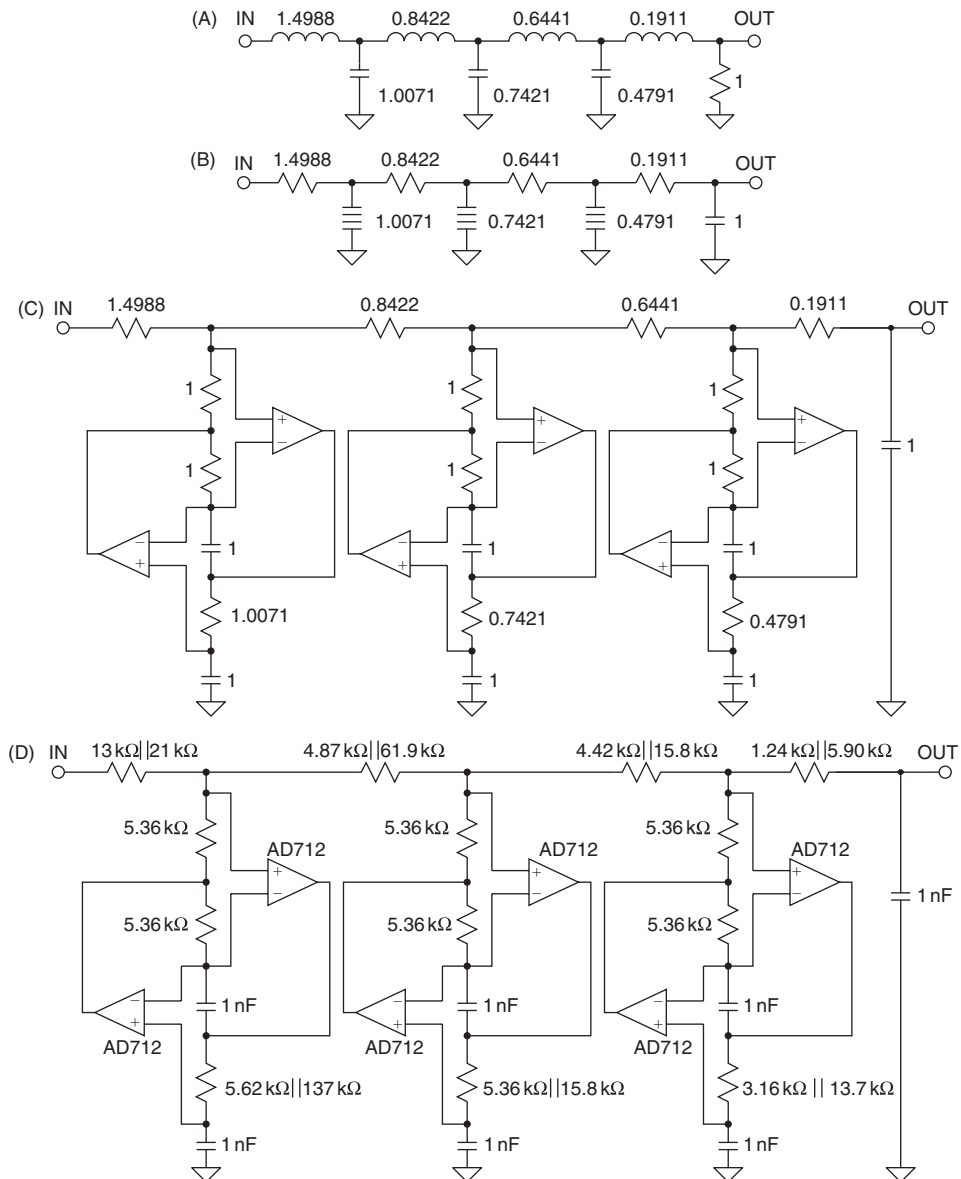 (A) IN 1.4988 0.8422 0.6441 0.1911 OUT
1.0071 0.7421 0.4791 1
(B) IN 1.4988 0.8422 0.6441 0.1911 OUT
1.0071 0.7421 0.4791 1
(C) IN 1.4988 0.8422 0.6441 0.1911 OUT
1 1 1
+ + +
− − −
1 1 1 1
− − −
+ + +
1 1 1
1.0071 0.7421 0.4791
1 1 1
(D) IN 13 kΩ||21 kΩ 4.87 kΩ||61.9 kΩ 4.42 kΩ||15.8 kΩ 1.24 kΩ||5.90 kΩ OUT
5.36 kΩ 5.36 kΩ 5.36 kΩ
AD712 AD712 AD712
+ + +
− − −
5.36 kΩ 5.36 kΩ 5.36 kΩ 1 nF
− − −
+ + +
1 nF 1 nF 1 nF
AD712 AD712 AD712
5.62 kΩ||137 kΩ 5.36 kΩ||15.8 kΩ 3.16 kΩ || 13.7 kΩ
1 nF 1 nF 1 nF